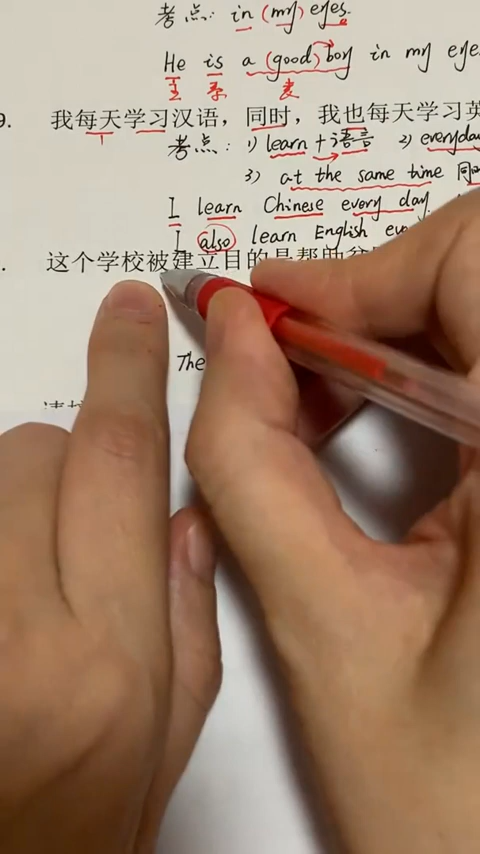 考点: in (my) eyes.
He is a (good) boy in my eye
主 系 表
9. 我每天学习汉语，同时，我也每天学习英
考点: 1) learn + 语言 2) everyday
3) at the same time 同
I learn Chinese every day
I also learn English
. 这个学校被建立目的是帮助
The